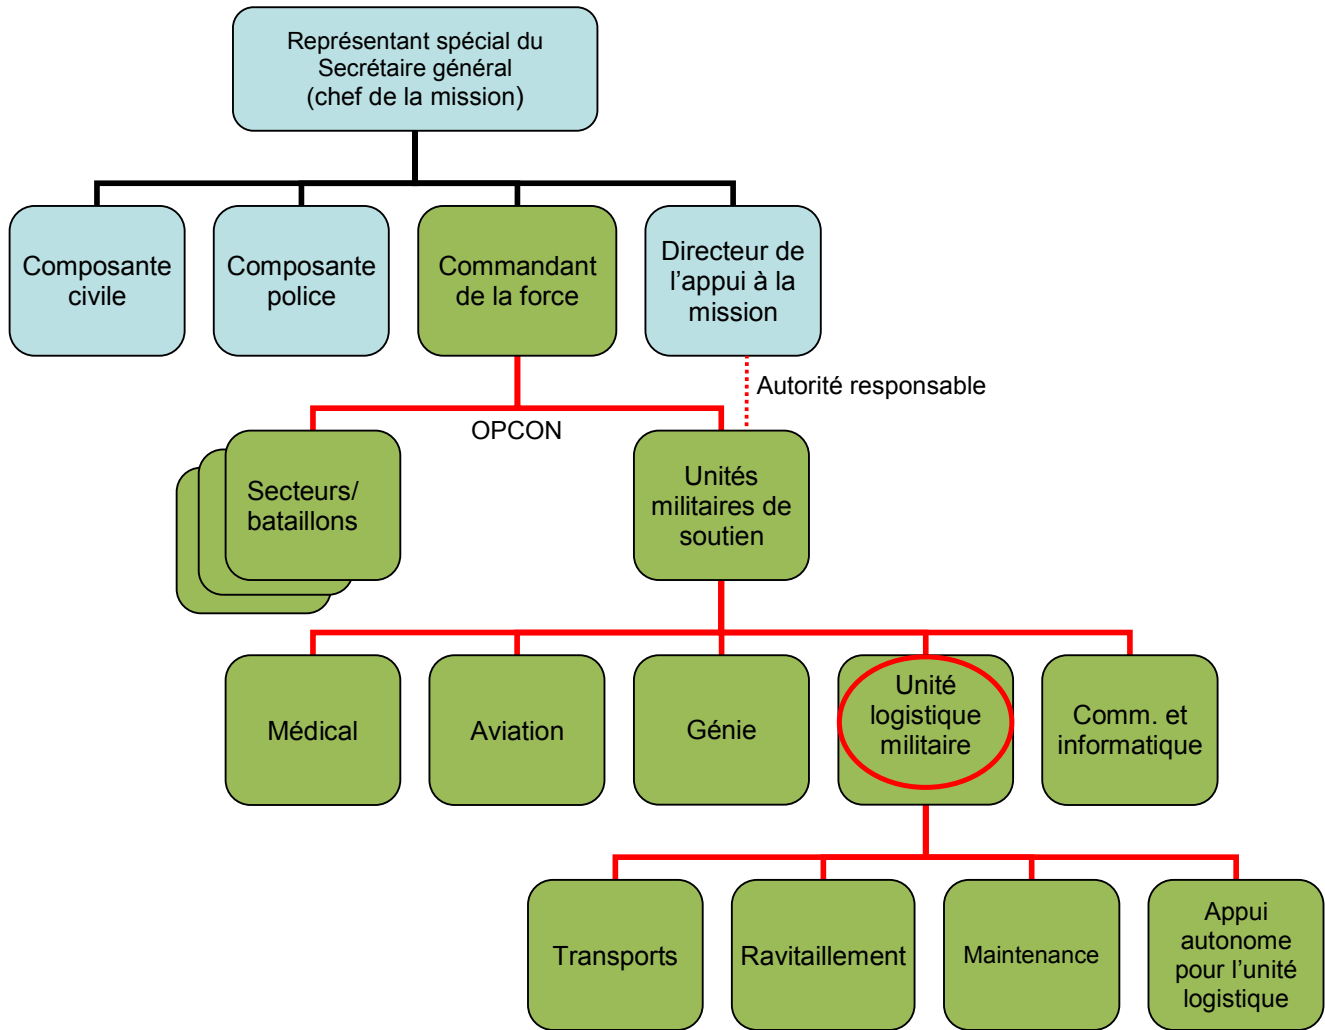 Représentant spécial du
Secrétaire général
(chef de la mission)
Composante
civile
Composante
police
Commandant
de la force
Directeur de
l’appui à la
mission
Autorité responsable
OPCON
Secteurs/
bataillons
Unités
militaires de
soutien
Médical
Aviation
Génie
Unité
logistique
militaire
Comm. et
informatique
Transports
Ravitaillement
Maintenance
Appui
autonome
pour l’unité
logistique